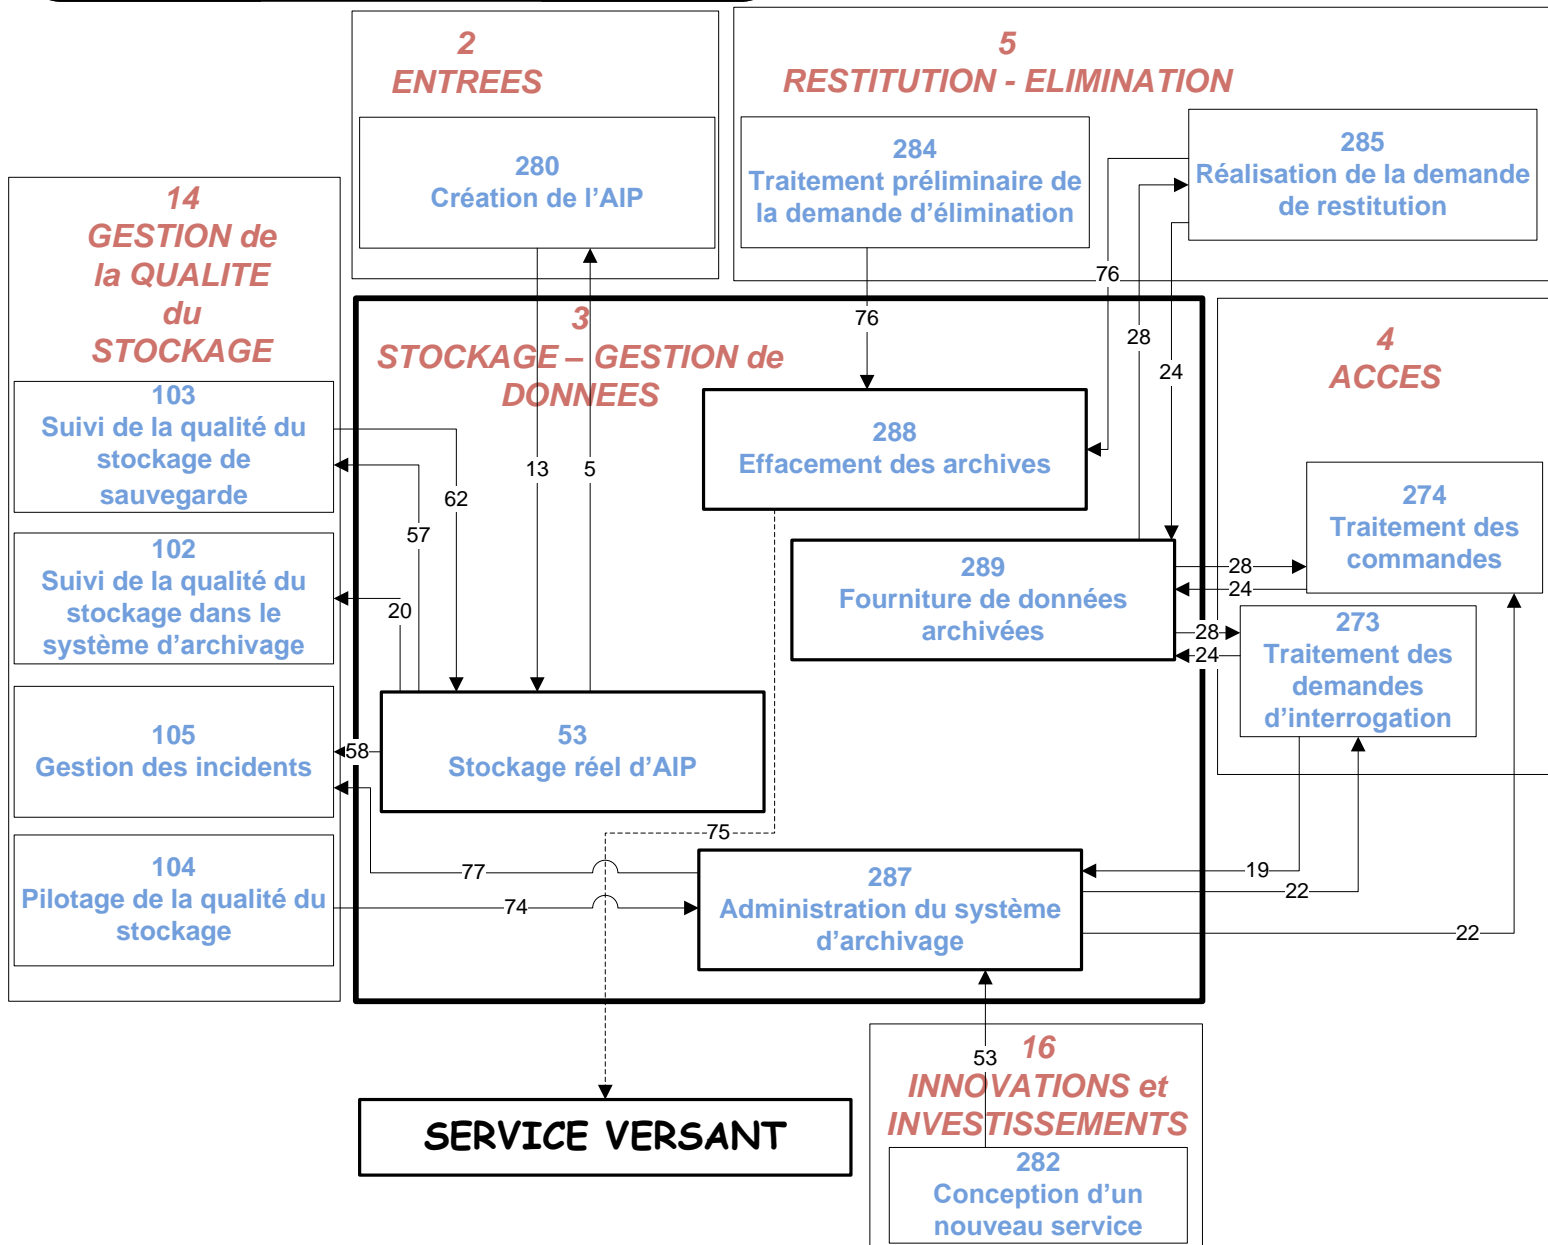 2
ENTREES
280
Création de l’AIP
5
RESTITUTION - ELIMINATION
284
Traitement préliminaire de
la demande d’élimination
285
Réalisation de la demande
de restitution
14
GESTION de
la QUALITE
du
STOCKAGE
103
Suivi de la qualité du
stockage de
sauvegarde
102
Suivi de la qualité du
stockage dans le
système d’archivage
105
Gestion des incidents
104
Pilotage de la qualité du
stockage
3
STOCKAGE – GESTION de
DONNEES
288
Effacement des archives
289
Fourniture de données
archivées
53
Stockage réel d’AIP
287
Administration du système
d’archivage
4
ACCES
274
Traitement des
commandes
273
Traitement des
demandes
d’interrogation
76
76
28
24
13
5
62
57
20
58
28
24
28
24
75
77
74
19
22
22
53
16
INNOVATIONS et
INVESTISSEMENTS
282
Conception d’un
nouveau service
SERVICE VERSANT